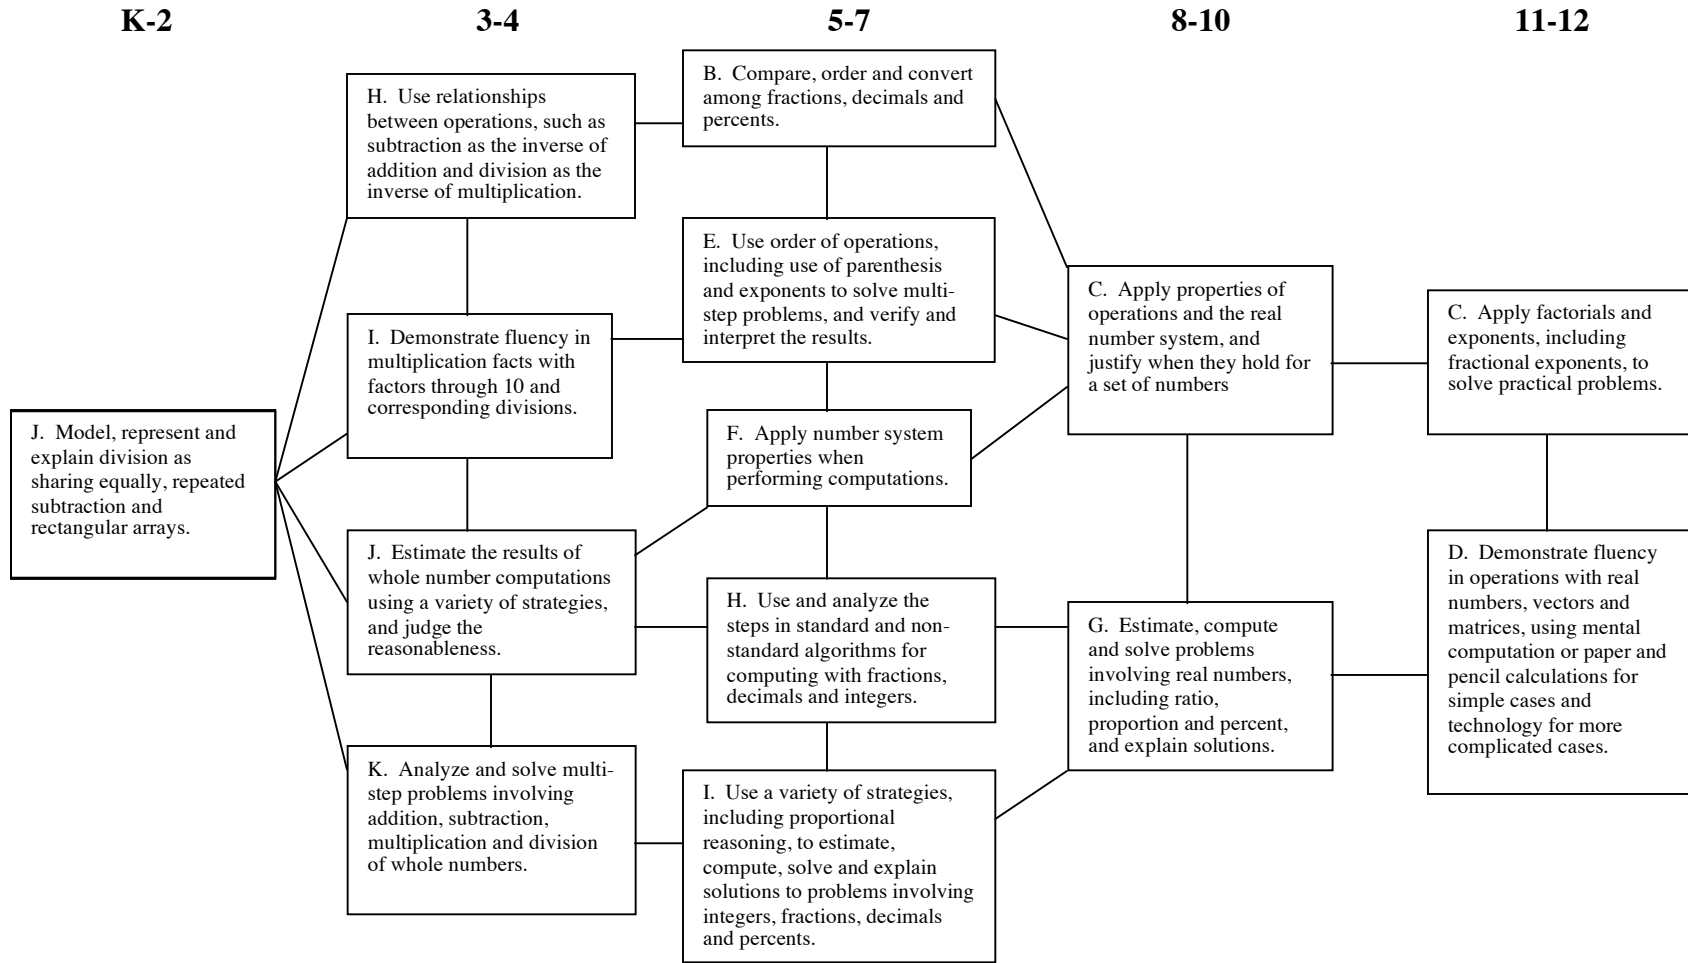 K-2
3-4
5-7
8-10
11-12
J. Model, represent and
explain division as
sharing equally, repeated
subtraction and
rectangular arrays.
H. Use relationships
between operations, such as
subtraction as the inverse of
addition and division as the
inverse of multiplication.
I. Demonstrate fluency in
multiplication facts with
factors through 10 and
corresponding divisions.
J. Estimate the results of
whole number computations
using a variety of strategies,
and judge the
reasonableness.
K. Analyze and solve multi-
step problems involving
addition, subtraction,
multiplication and division
of whole numbers.
B. Compare, order and convert
among fractions, decimals and
percents.
E. Use order of operations,
including use of parenthesis
and exponents to solve multi-
step problems, and verify and
interpret the results.
F. Apply number system
properties when
performing computations.
H. Use and analyze the
steps in standard and non-
standard algorithms for
computing with fractions,
decimals and integers.
I. Use a variety of strategies,
including proportional
reasoning, to estimate,
compute, solve and explain
solutions to problems involving
integers, fractions, decimals
and percents.
C. Apply properties of
operations and the real
number system, and
justify when they hold for
a set of numbers
G. Estimate, compute
and solve problems
involving real numbers,
including ratio,
proportion and percent,
and explain solutions.
C. Apply factorials and
exponents, including
fractional exponents, to
solve practical problems.
D. Demonstrate fluency
in operations with real
numbers, vectors and
matrices, using mental
computation or paper and
pencil calculations for
simple cases and
technology for more
complicated cases.